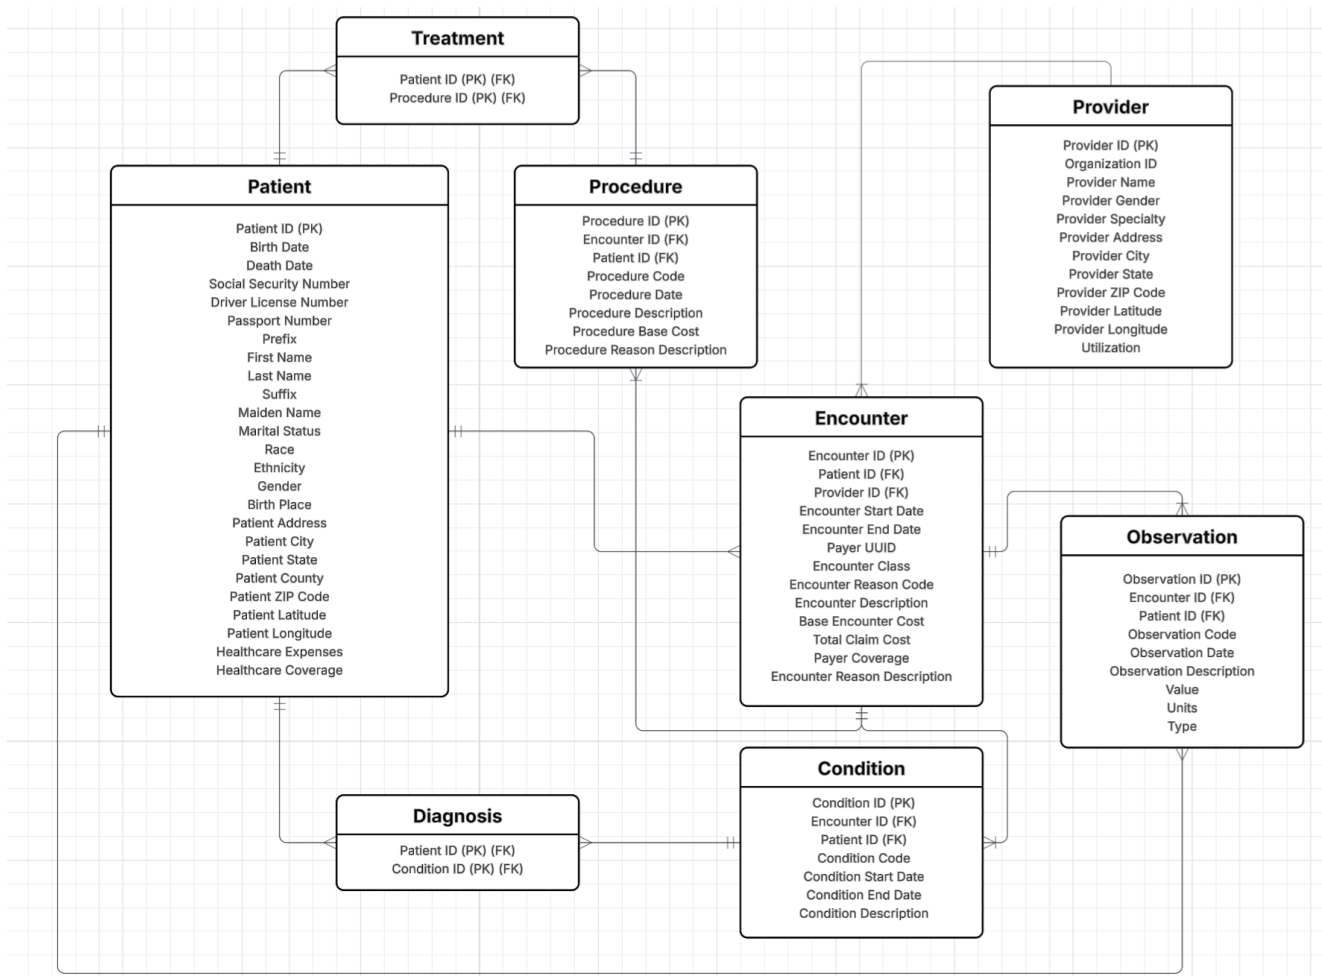 Treatment
Patient ID (PK) (FK)
Procedure ID (PK) (FK)
Provider
Provider ID (PK)
Organization ID
Provider Name
Provider Gender
Provider Specialty
Provider Address
Provider City
Provider State
Provider ZIP Code
Provider Latitude
Provider Longitude
Utilization
Patient
Patient ID (PK)
Birth Date
Death Date
Social Security Number
Driver License Number
Passport Number
Prefix
First Name
Last Name
Suffix
Maiden Name
Marital Status
Race
Ethnicity
Gender
Birth Place
Patient Address
Patient City
Patient State
Patient County
Patient ZIP Code
Patient Latitude
Patient Longitude
Healthcare Expenses
Healthcare Coverage
Procedure
Procedure ID (PK)
Encounter ID (FK)
Patient ID (FK)
Procedure Code
Procedure Date
Procedure Description
Procedure Base Cost
Procedure Reason Description
Encounter
Encounter ID (PK)
Patient ID (FK)
Provider ID (FK)
Encounter Start Date
Encounter End Date
Payer UUID
Encounter Class
Encounter Reason Code
Encounter Description
Base Encounter Cost
Total Claim Cost
Payer Coverage
Encounter Reason Description
Observation
Observation ID (PK)
Encounter ID (FK)
Patient ID (FK)
Observation Code
Observation Date
Observation Description
Value
Units
Type
Diagnosis
Patient ID (PK) (FK)
Condition ID (PK) (FK)
Condition
Condition ID (PK)
Encounter ID (FK)
Patient ID (FK)
Condition Code
Condition Start Date
Condition End Date
Condition Description